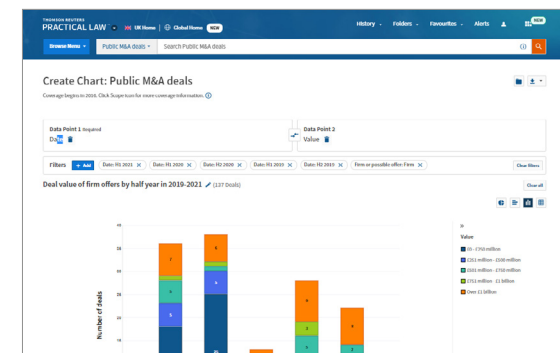 THOMSON REUTERS
PRACTICAL LAW
UK Home Global Home NEW
History Folders Favourites Alerts NEW
Browse Menu Public M&A deals Search Public M&A deals
Create Chart: Public M&A deals
Coverage begins in 2010. Click Scope icon for more coverage information.
Data Point 1 Required
Date
Data Point 2
Value
Filters + Add Date: H1 2021 Date: H1 2020 Date: H2 2020 Date: H1 2019 Date: H2 2019 Firm or possible offer: Firm Clear filters
Deal value of firm offers by half year in 2019-2021 (137 Deals) Clear all
Value
£0 - £250 million
£251 million - £500 million
£501 million - £750 million
£751 million - £1 billion
Over £1 billion
Number of deals